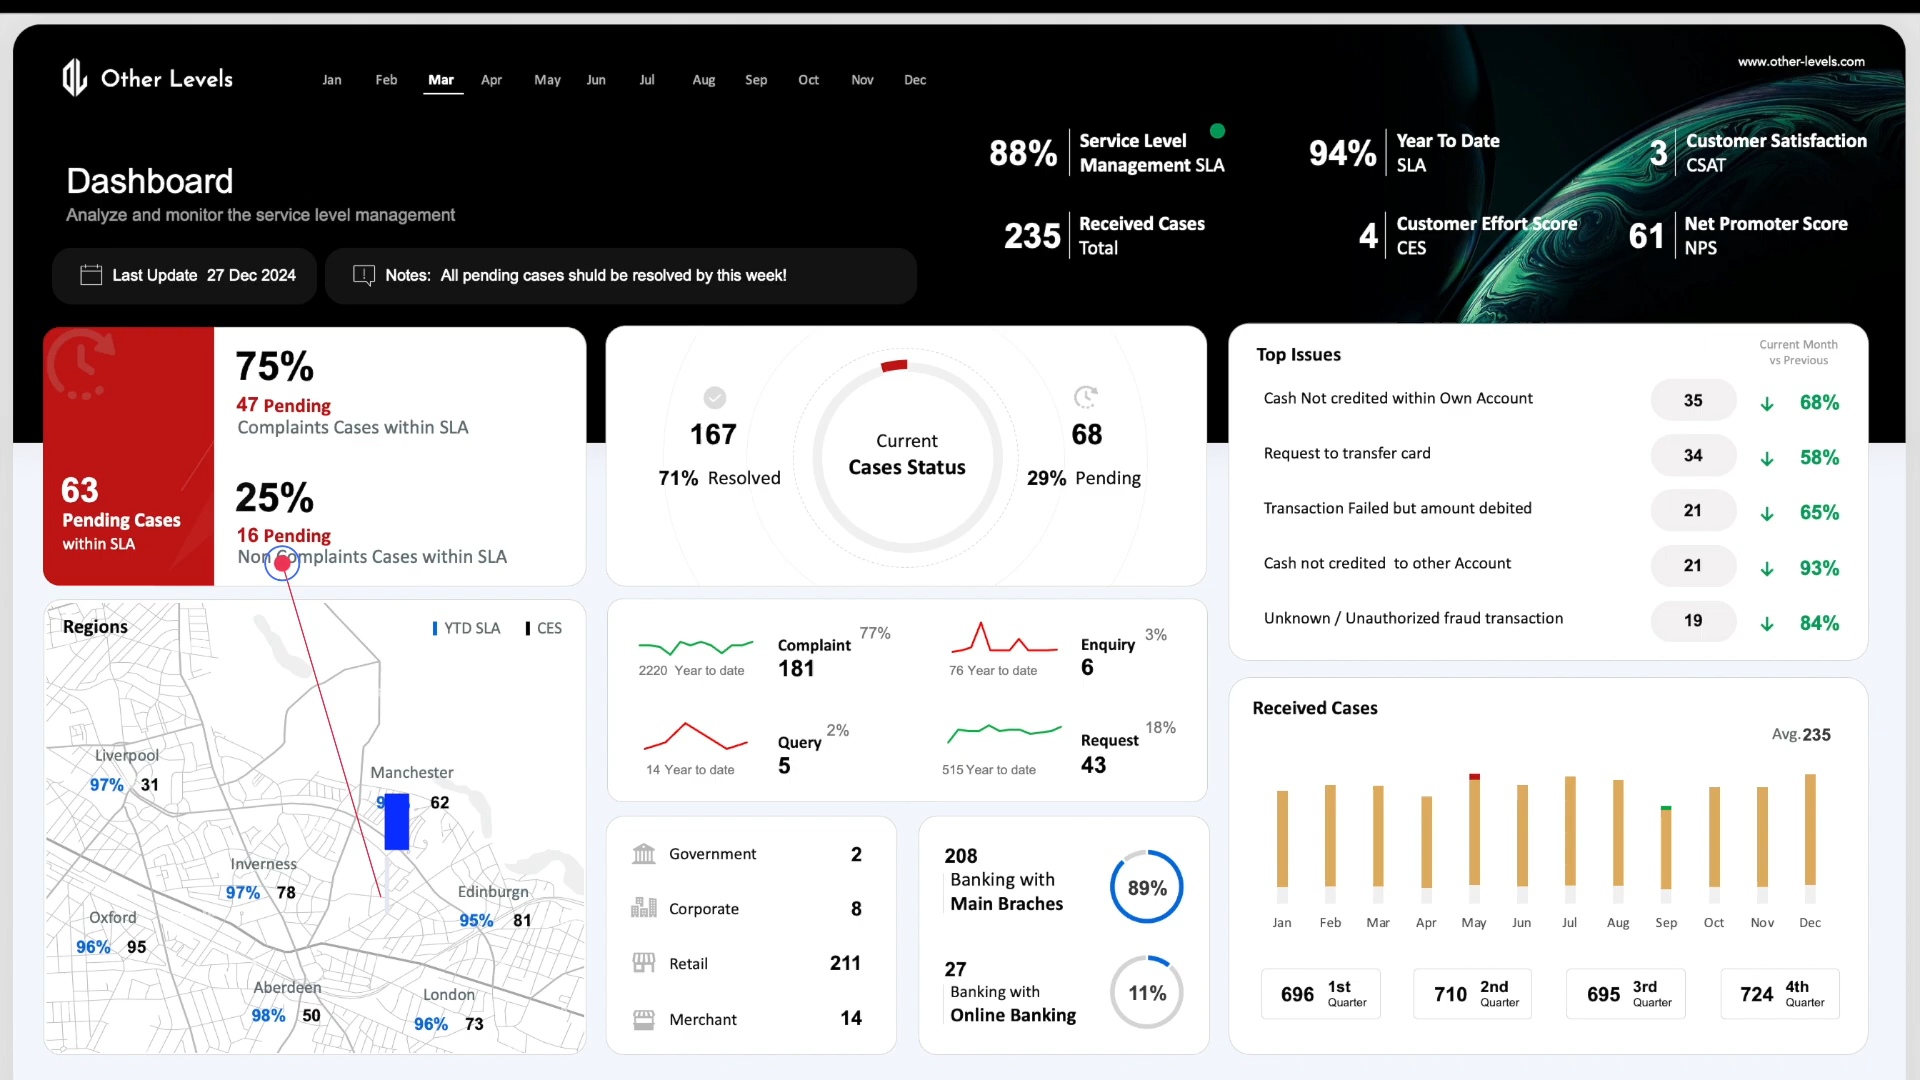 Other Levels
Jan Feb Mar Apr May Jun Jul Aug Sep Oct Nov Dec
www.other-levels.com
Dashboard
Analyze and monitor the service level management
Last Update 27 Dec 2024
Notes: All pending cases shuld be resolved by this week!
88% Service Level
Management SLA
94% Year To Date
SLA
3 Customer Satisfaction
CSAT
235 Received Cases
Total
4 Customer Effort Score
CES
61 Net Promoter Score
NPS
63
Pending Cases
within SLA
75%
47 Pending
Complaints Cases within SLA
25%
16 Pending
Non Complaints Cases within SLA
167
71% Resolved
Current
Cases Status
68
29% Pending
Top Issues
Current Month
vs Previous
Cash Not credited within Own Account 35 68%
Request to transfer card 34 58%
Transaction Failed but amount debited 21 65%
Cash not credited to other Account 21 93%
Unknown / Unauthorized fraud transaction 19 84%
Regions
YTD SLA CES
Liverpool
97% 31
Manchester
62
Inverness
97% 78
Edinburgn
95% 81
Oxford
96% 95
Aberdeen
98% 50
London
96% 73
2220 Year to date
Complaint 77%
181
76 Year to date
Enquiry 3%
6
14 Year to date
Query 2%
5
515 Year to date
Request 18%
43
Government 2
Corporate 8
Retail 211
Merchant 14
208
Banking with
Main Braches
89%
27
Banking with
Online Banking
11%
Received Cases
Avg. 235
Jan Feb Mar Apr May Jun Jul Aug Sep Oct Nov Dec
696 1st
Quarter
710 2nd
Quarter
695 3rd
Quarter
724 4th
Quarter